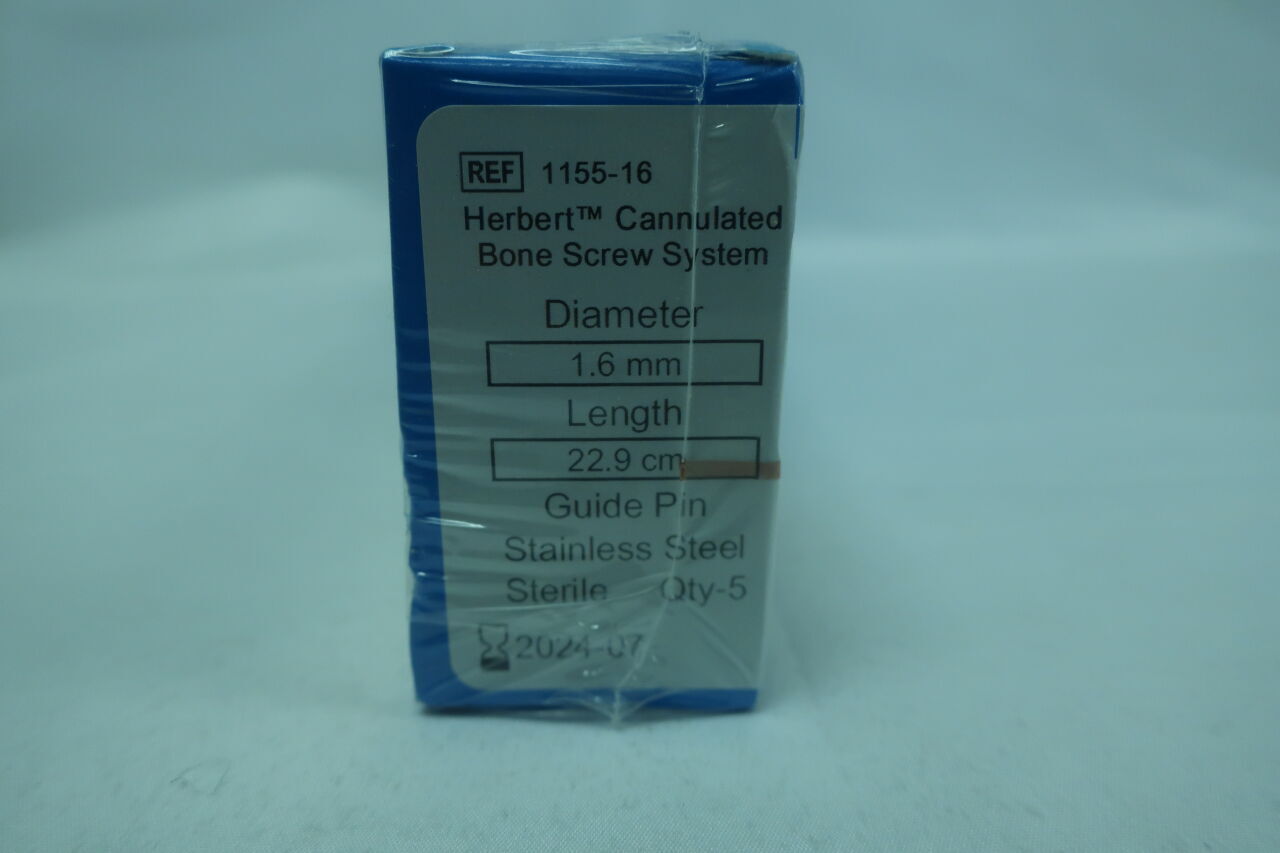 REF 1155-16
Herbert™ Cannulated
Bone Screw System
Diameter
1.6 mm
Length
22.9 cm
Guide Pin
Stainless Steel
Sterile Qty-5
2024-07